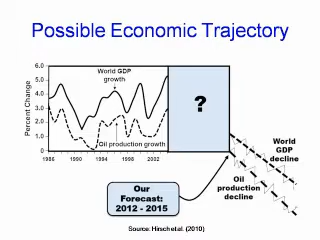 Possible Economic Trajectory
6.0
5.0
4.0
3.0
2.0
1.0
0
Percent Change
World GDP
growth
Oil production growth
1986
1990
1994
1998
2002
?
World
GDP
decline
Oil
production
decline
Our
Forecast:
2012 - 2015
Source: Hirsch et al. (2010)